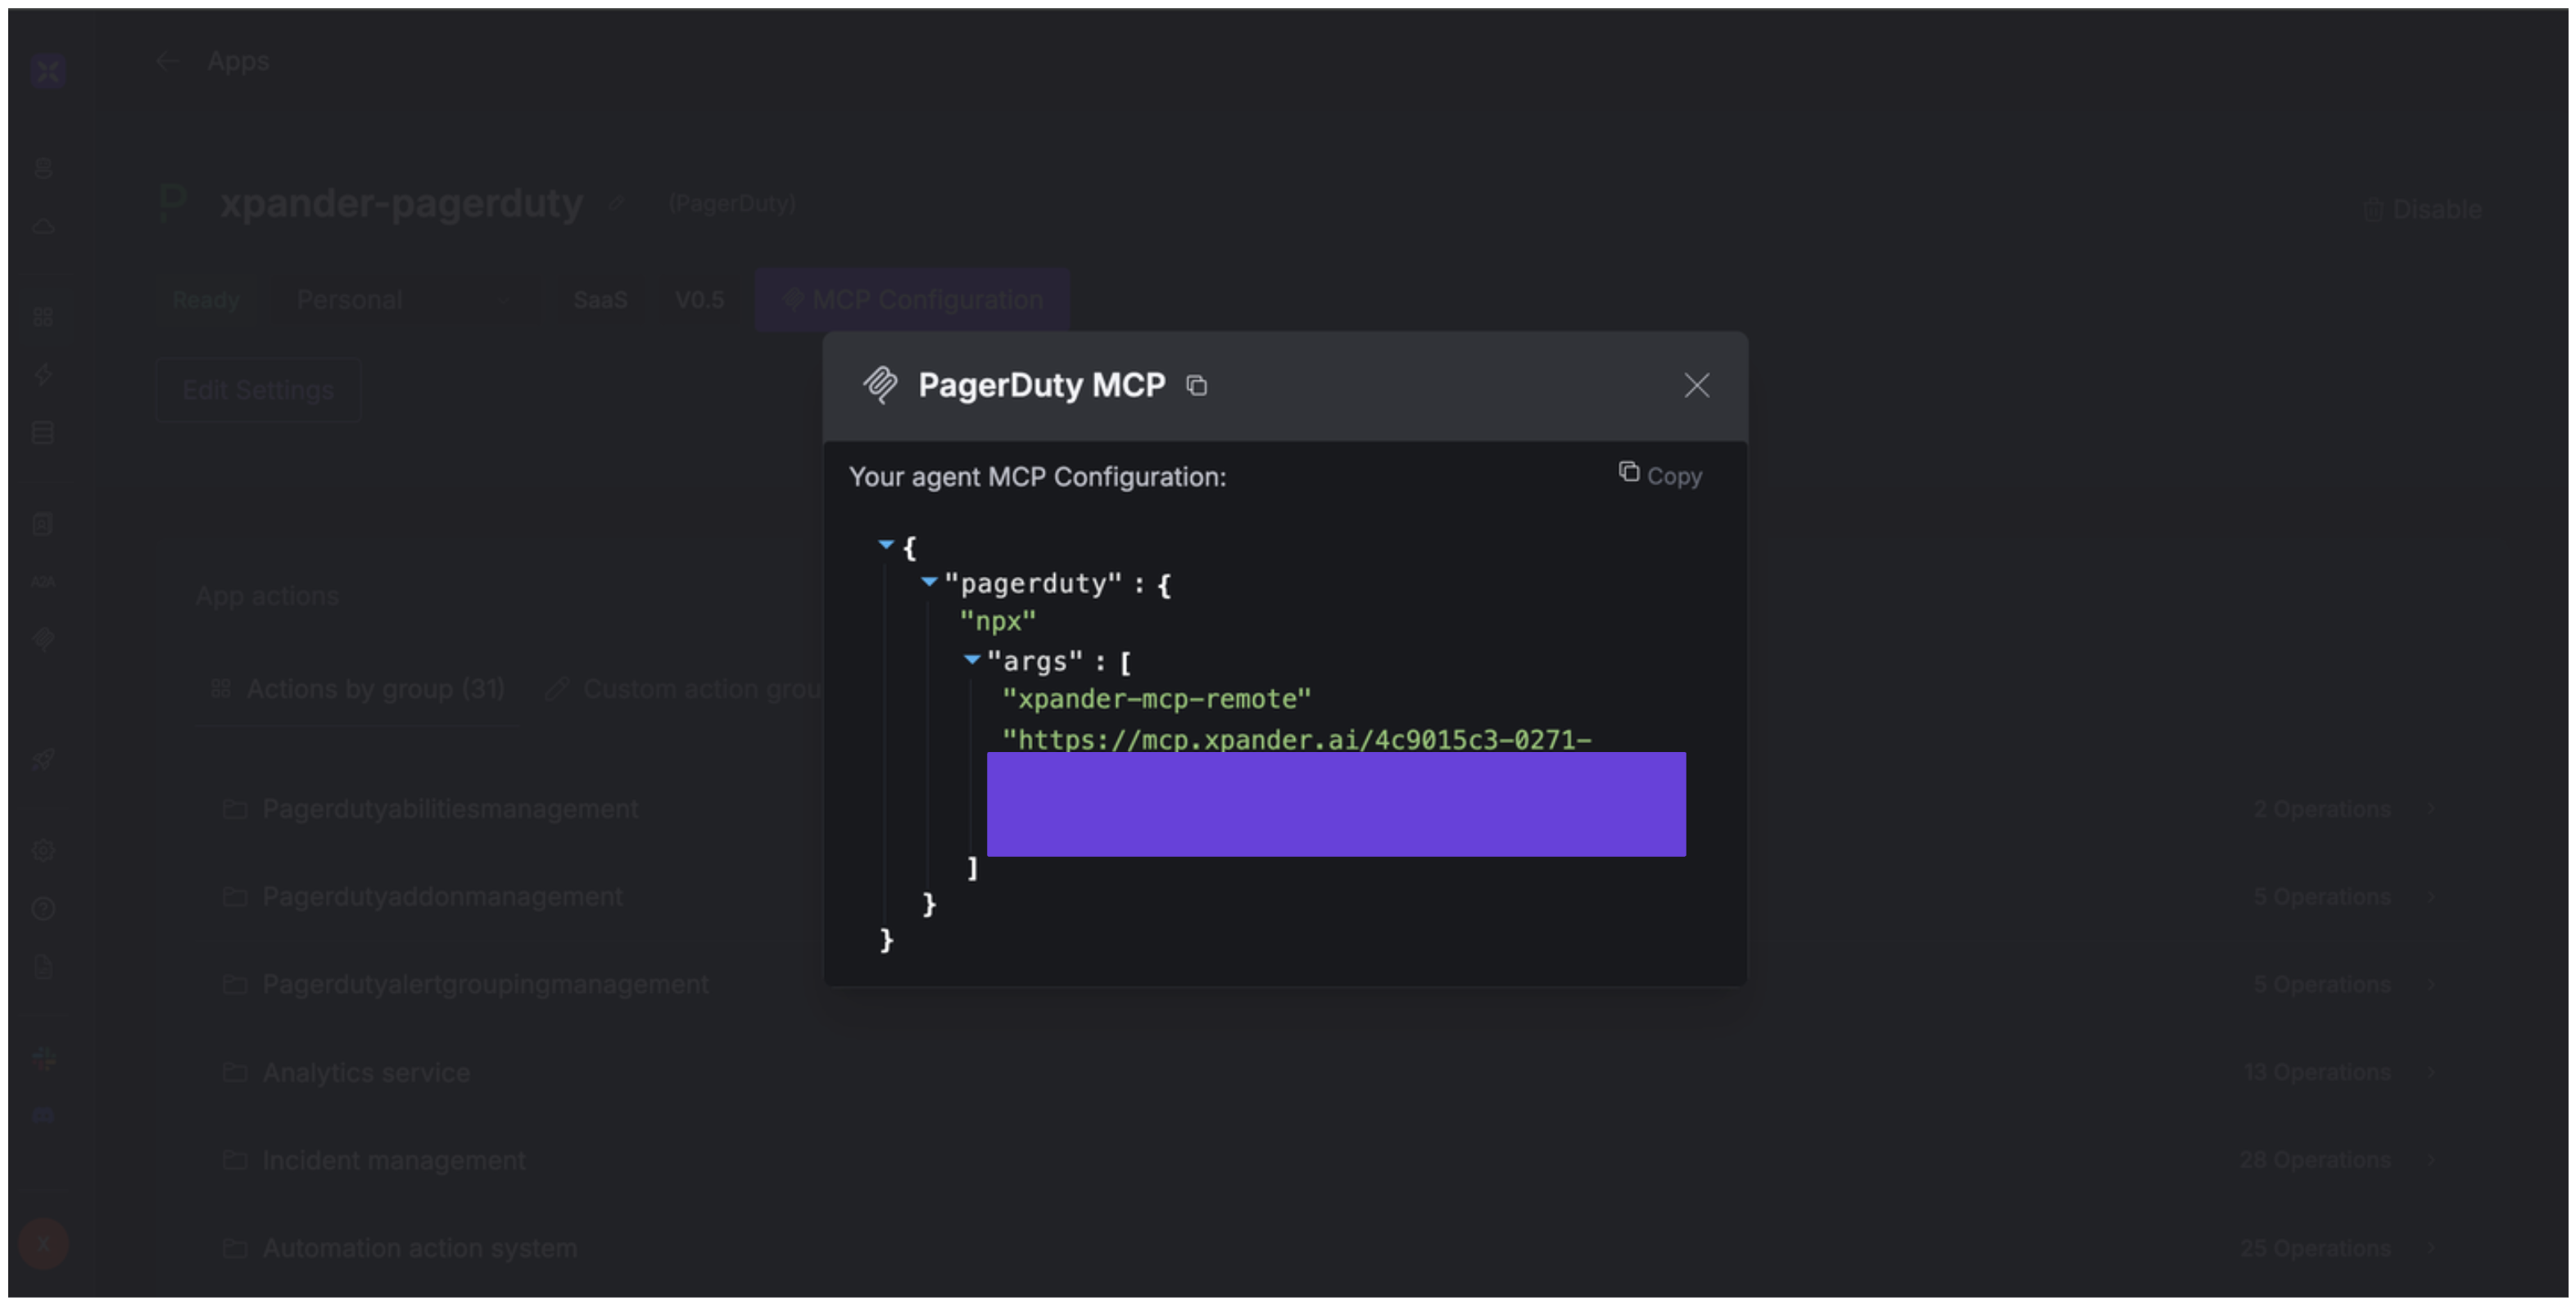 Apps
xpander-pagerduty (PagerDuty) Disable
Ready Personal SaaS V0.5 MCP Configuration
Edit Settings
PagerDuty MCP
Your agent MCP Configuration: Copy
{
"pagerduty" : {
"npx"
"args" : [
"xpander-mcp-remote"
"https://mcp.xpander.ai/4c9015c3-0271-
]
}
}
A2A
App actions
Actions by group (31) Custom action grou
Pagerdutyabilitiesmanagement 2 Operations
Pagerdutyaddonmanagement 5 Operations
Pagerdutyalertgroupingmanagement 5 Operations
Analytics service 13 Operations
Incident management 28 Operations
Automation action system 25 Operations
X